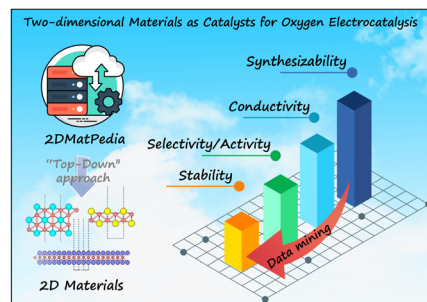 Two-dimensional Materials as Catalysts for Oxygen Electrocatalysis
Synthesizability
Conductivity
Selectivity/Activity
Stability
2DMatPedia
"Top-Down"
approach
2D Materials
Data mining